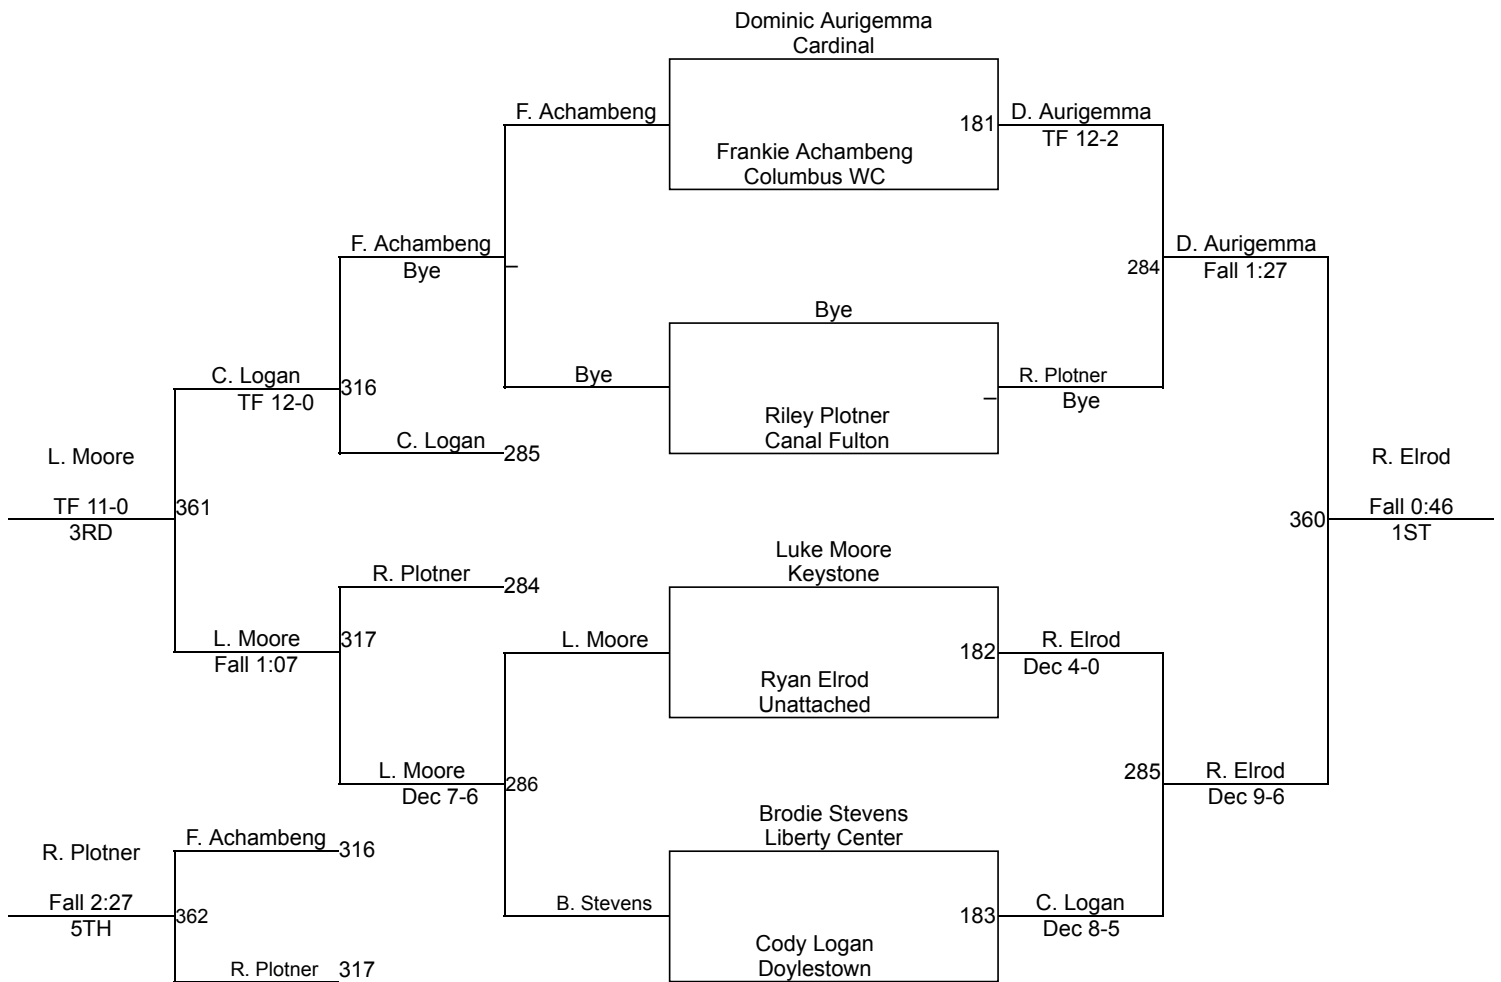 Dominic Aurigemma
Cardinal
F. Achambeng
181
D. Aurigemma
TF 12-2
Frankie Achambeng
Columbus WC
F. Achambeng
Bye
D. Aurigemma
284
Fall 1:27
Bye
Bye
R. Plotner
Bye
C. Logan
316
TF 12-0
Riley Plotner
Canal Fulton
C. Logan
285
L. Moore
R. Elrod
TF 11-0
361
3RD
360
Fall 0:46
1ST
Luke Moore
Keystone
R. Plotner
284
L. Moore
317
Fall 1:07
L. Moore
182
R. Elrod
Dec 4-0
Ryan Elrod
Unattached
L. Moore
286
Dec 7-6
285
R. Elrod
Dec 9-6
Brodie Stevens
Liberty Center
F. Achambeng
316
R. Plotner
Fall 2:27
362
5TH
B. Stevens
183
C. Logan
Dec 8-5
Cody Logan
Doylestown
R. Plotner
317